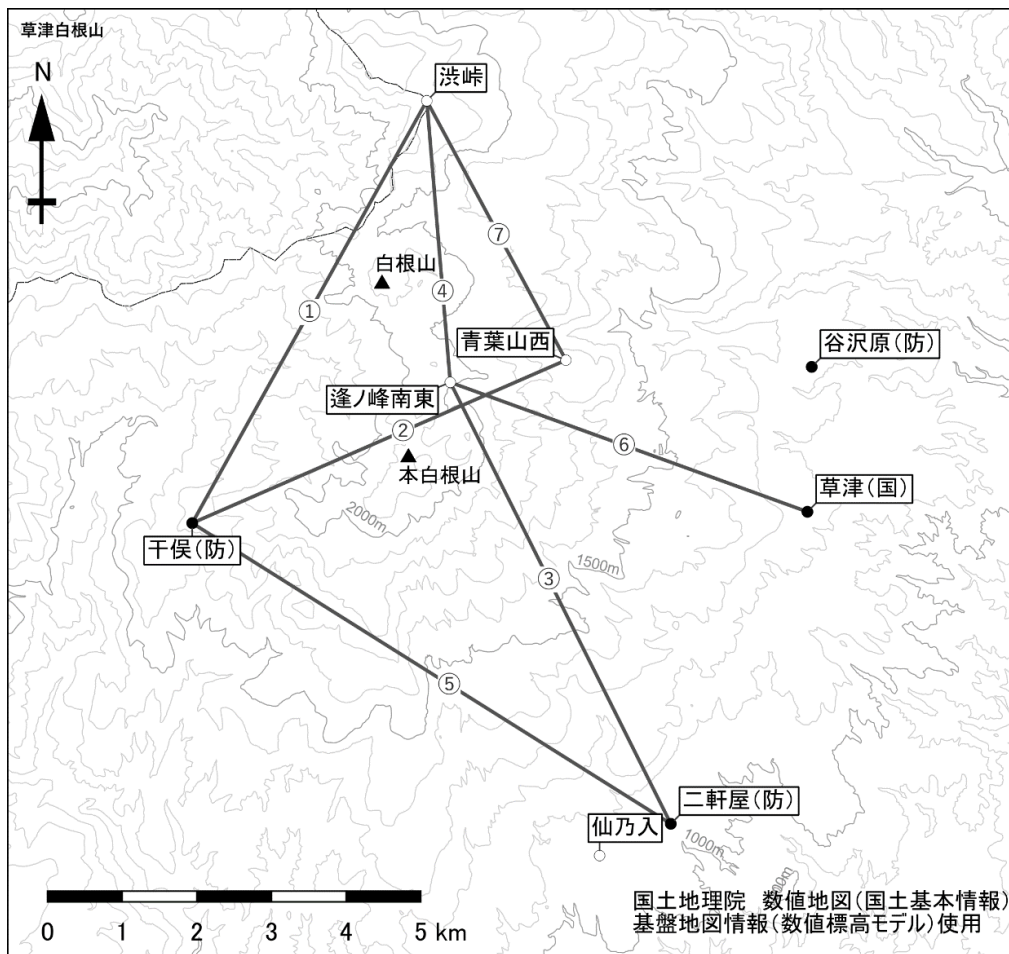 草津白根山
N
渋峠
⑦
白根山
④
①
青葉山西
谷沢原(防)
逢ノ峰南東
②
⑥
本白根山
草津(国)
2000m
干俣(防)
1500m
③
⑤
二軒屋(防)
仙乃入
1000m
国土地理院 数値地図(国土基本情報)
基盤地図情報(数値標高モデル)使用
0 1 2 3 4 5 km